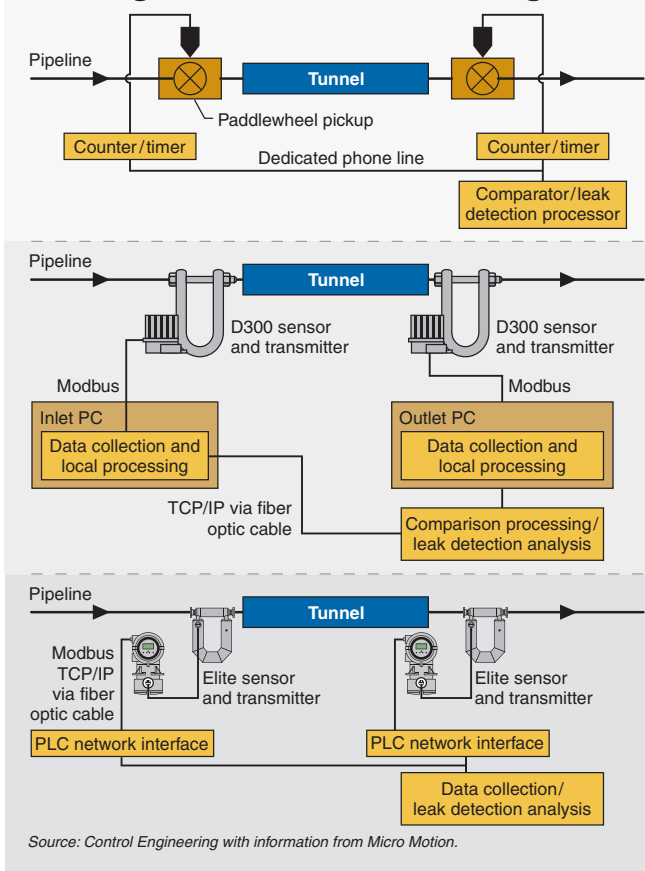 Pipeline
Tunnel
Paddlewheel pickup
Counter/timer
Counter/timer
Dedicated phone line
Comparator/leak
detection processor
Pipeline
Tunnel
D300 sensor
and transmitter
D300 sensor
and transmitter
Modbus
Modbus
Inlet PC
Outlet PC
Data collection and
local processing
Data collection and
local processing
TCP/IP via fiber
optic cable
Comparison processing/
leak detection analysis
Pipeline
Tunnel
Modbus
TCP/IP
via fiber
optic cable
Elite sensor
and transmitter
Elite sensor
and transmitter
PLC network interface
PLC network interface
Data collection/
leak detection analysis
Source: Control Engineering with information from Micro Motion.